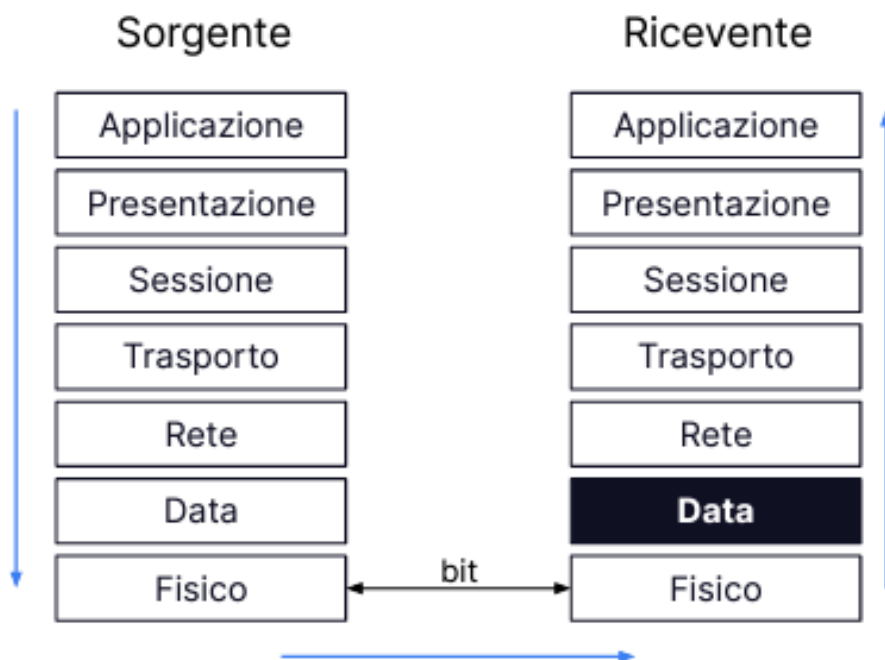 Sorgente
Ricevente
Applicazione
Applicazione
Presentazione
Presentazione
Sessione
Sessione
Trasporto
Trasporto
Rete
Rete
Data
Data
Fisico
bit
Fisico